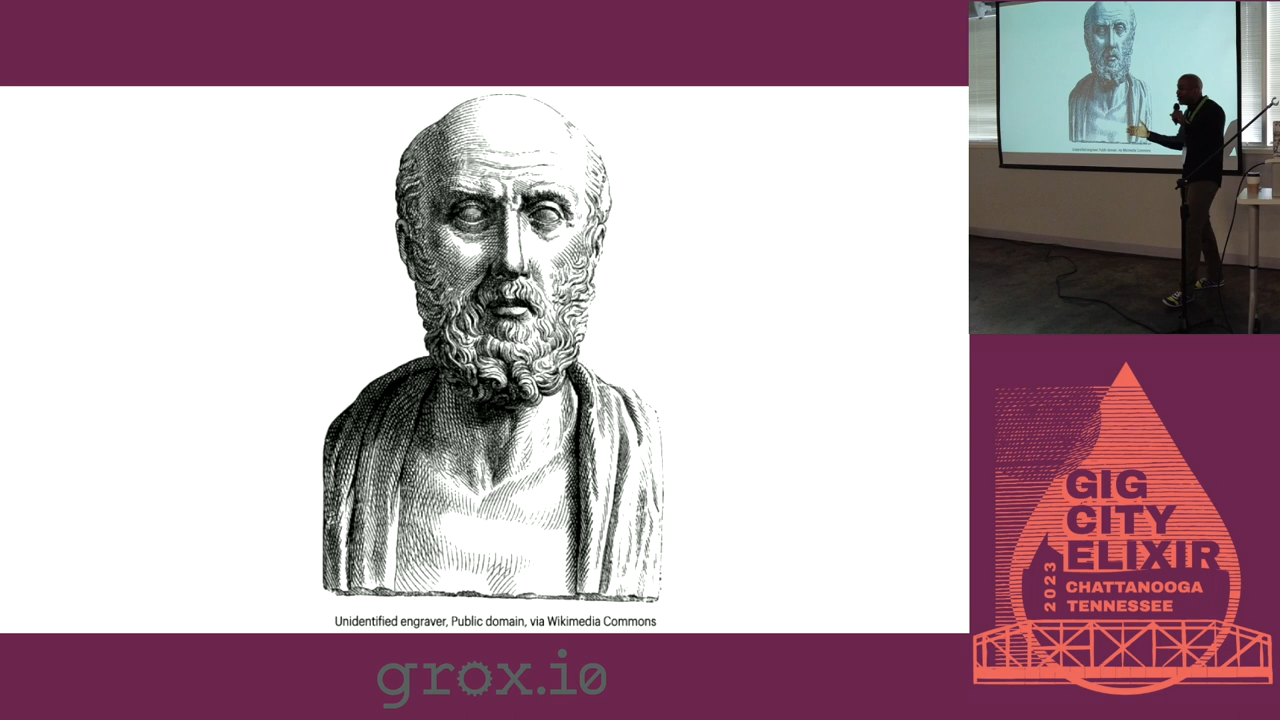 Unidentified engraver, Public domain, via Wikimedia Commons
grox.io
GIG
CITY
ELIXIR
2023
CHATTANOOGA
TENNESSEE